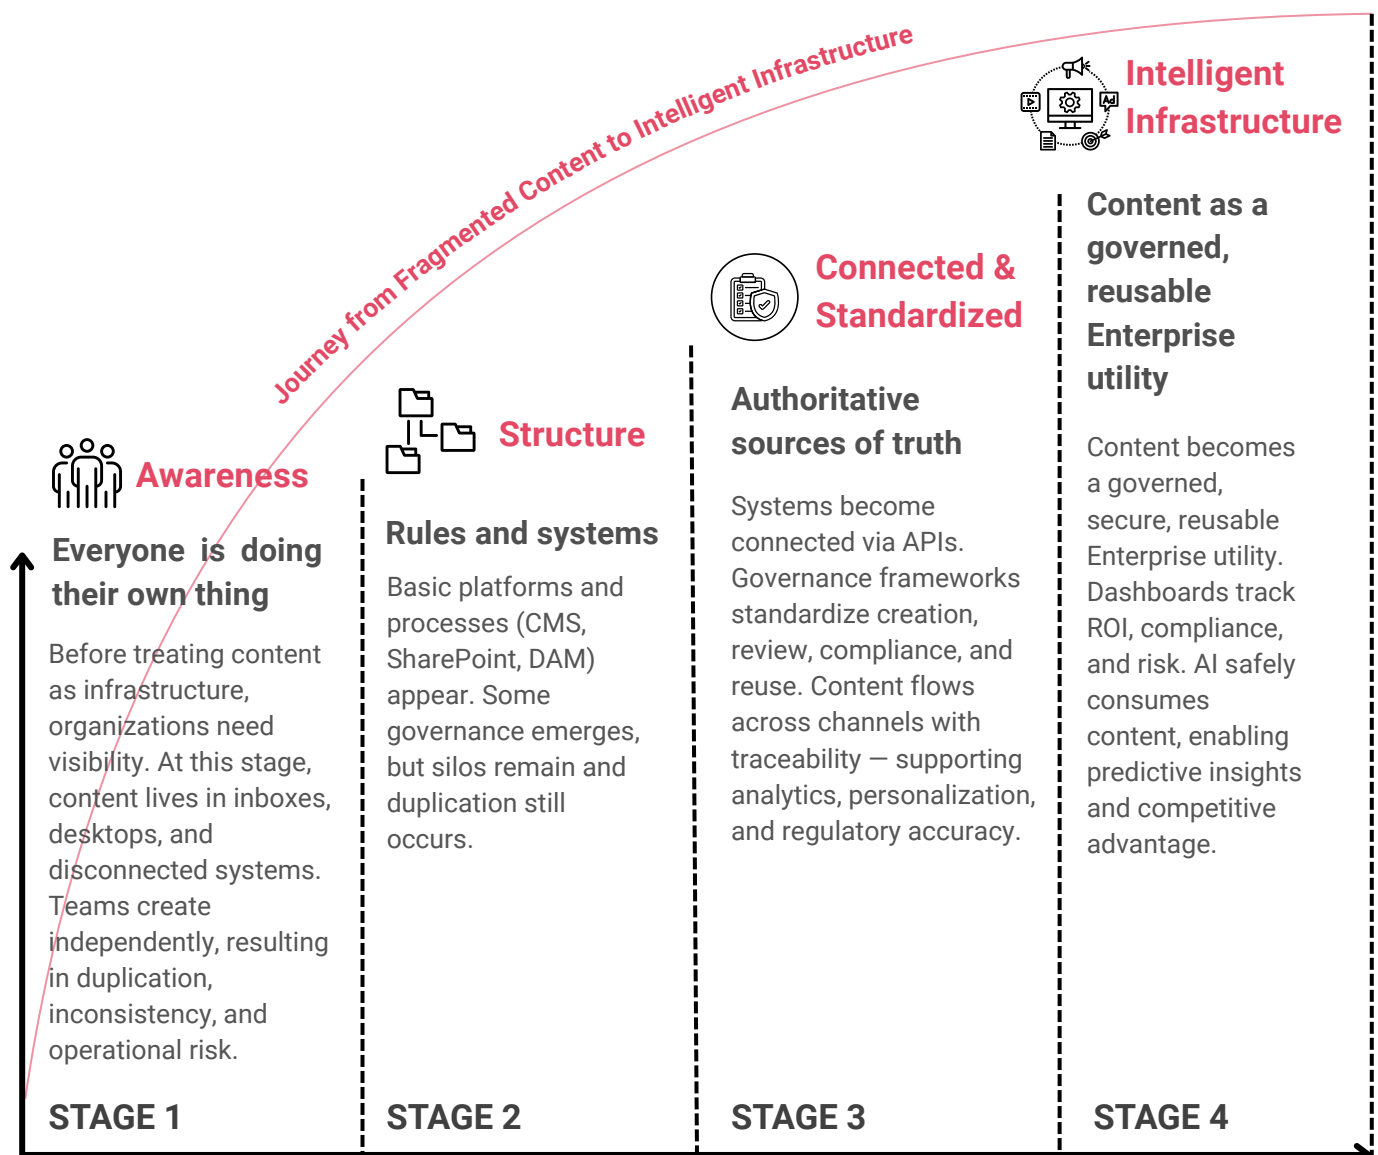 Journey from Fragmented Content to Intelligent Infrastructure
Awareness
Everyone is doing
their own thing
Before treating content
as infrastructure,
organizations need
visibility. At this stage,
content lives in inboxes,
desktops, and
disconnected systems.
Teams create
independently, resulting
in duplication,
inconsistency, and
operational risk.
STAGE 1
Structure
Rules and systems
Basic platforms and
processes (CMS,
SharePoint, DAM)
appear. Some
governance emerges,
but silos remain and
duplication still
occurs.
STAGE 2
Connected &
Standardized
Authoritative
sources of truth
Systems become
connected via APIs.
Governance frameworks
standardize creation,
review, compliance, and
reuse. Content flows
across channels with
traceability — supporting
analytics, personalization,
and regulatory accuracy.
STAGE 3
Ad
Intelligent
Infrastructure
Content as a
governed,
reusable
Enterprise
utility
Content becomes
a governed,
secure, reusable
Enterprise utility.
Dashboards track
ROI, compliance,
and risk. AI safely
consumes
content, enabling
predictive insights
and competitive
advantage.
STAGE 4